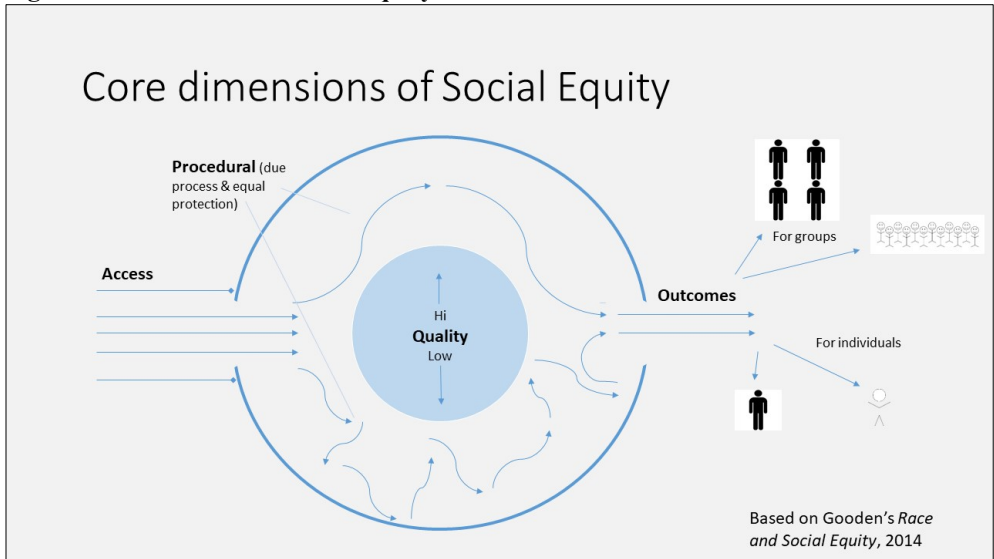 Core dimensions of Social Equity
Procedural (due
process & equal
protection)
Access
Hi
Quality
Low
Outcomes
For groups
For individuals
Based on Gooden's Race
and Social Equity, 2014